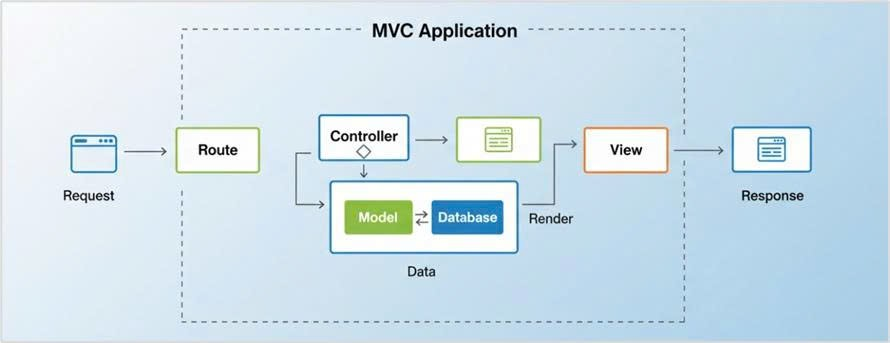 MVC Application
Request
Route
Controller
Model
Database
Data
Render
View
Response